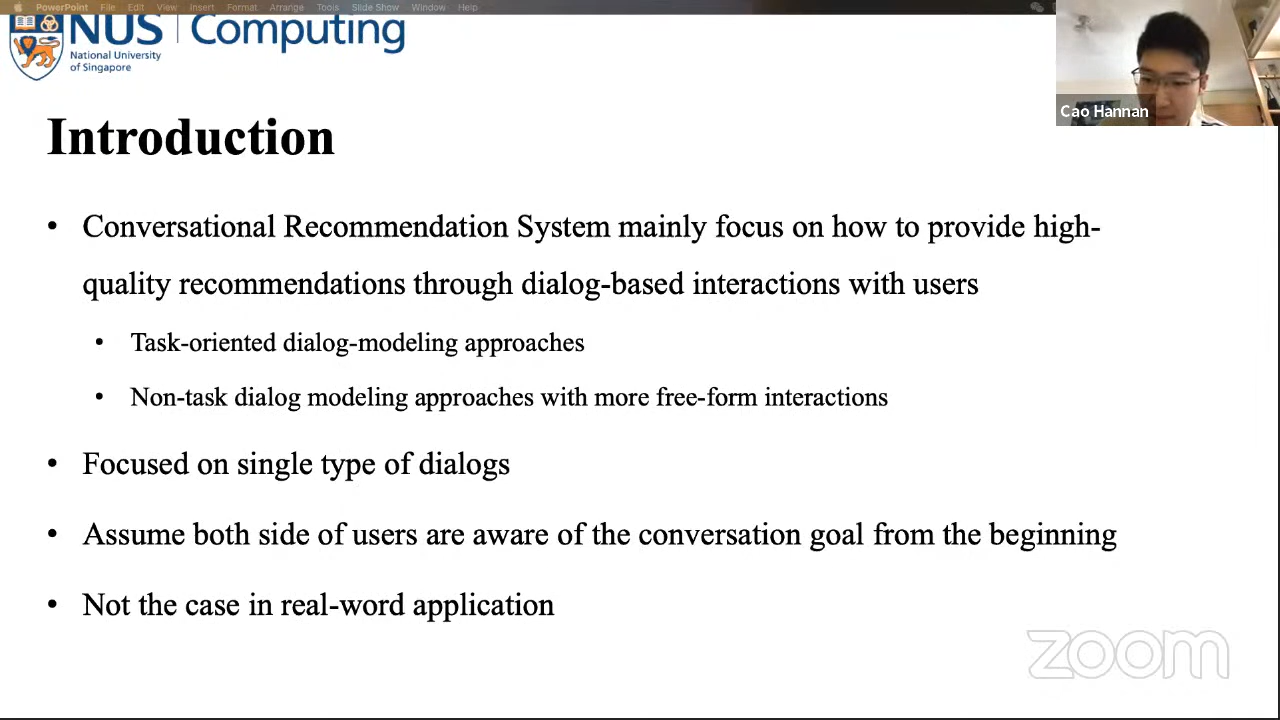 PowerPoint File Edit View Insert Format Arrange Tools Slide Show Window Help
NUS Computing
National University
of Singapore
Cao Hannan
Introduction
• Conversational Recommendation System mainly focus on how to provide high-
quality recommendations through dialog-based interactions with users
• Task-oriented dialog-modeling approaches
• Non-task dialog modeling approaches with more free-form interactions
• Focused on single type of dialogs
• Assume both side of users are aware of the conversation goal from the beginning
• Not the case in real-word application
zoom